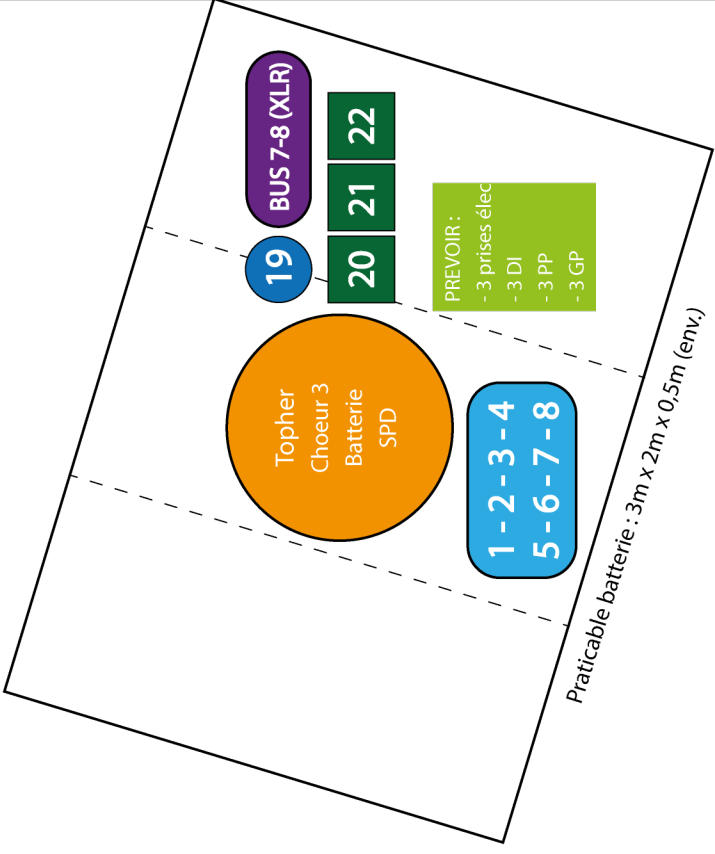 BUS 7-8 (XLR)
19
20
21
22
PREVOIR :
- 3 prises élec
- 3 DI
- 3 PP
- 3 GP
Topher
Choeur 3
Batterie
SPD
1 - 2 - 3 - 4
5 - 6 - 7 - 8
Praticable batterie : 3m x 2m x 0,5m (env.)